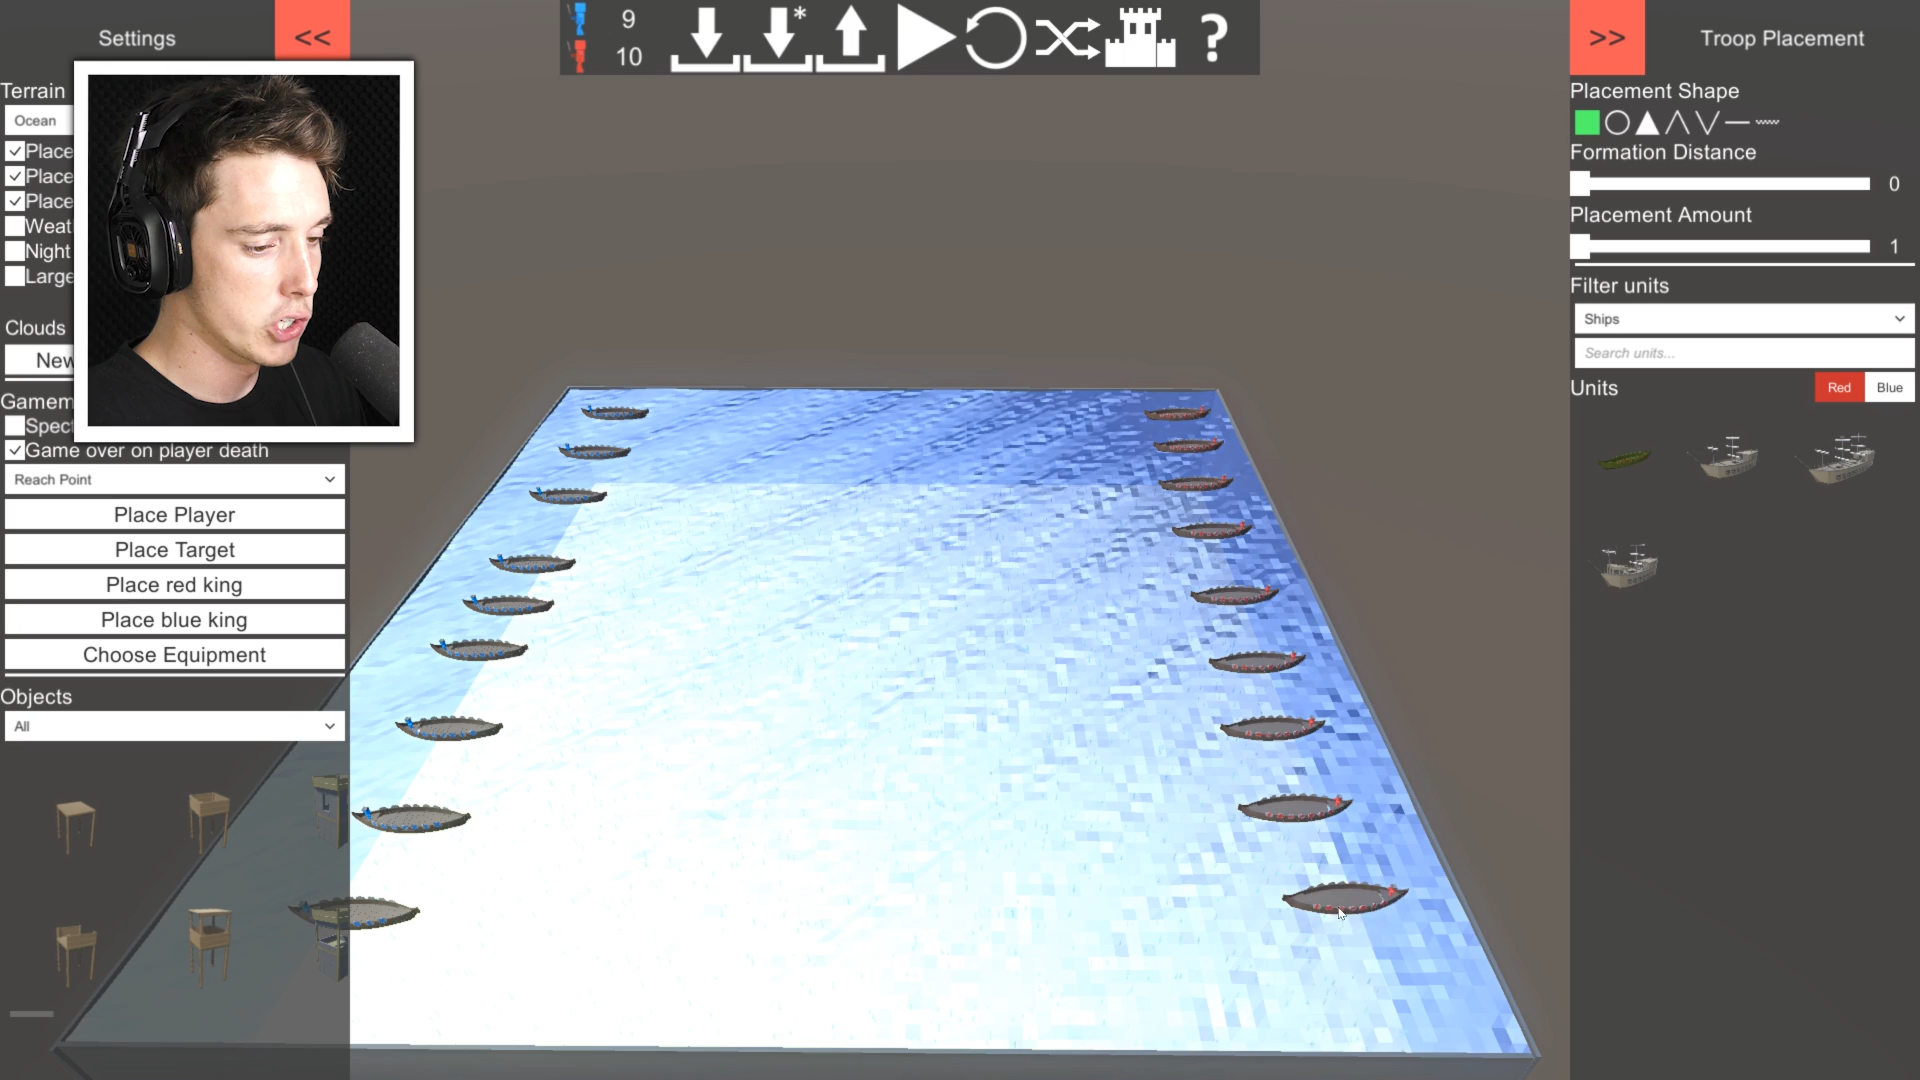 Settings
<<
9
10
*
?
>>
Troop Placement
Terrain
Ocean
Place
Place
Place
Weat
Night
Large
Clouds
New
Gamem
Spect
Game over on player death
Reach Point
Place Player
Place Target
Place red king
Place blue king
Choose Equipment
Objects
All
Placement Shape
Formation Distance
0
Placement Amount
1
Filter units
Ships
Search units...
Units
Red
Blue